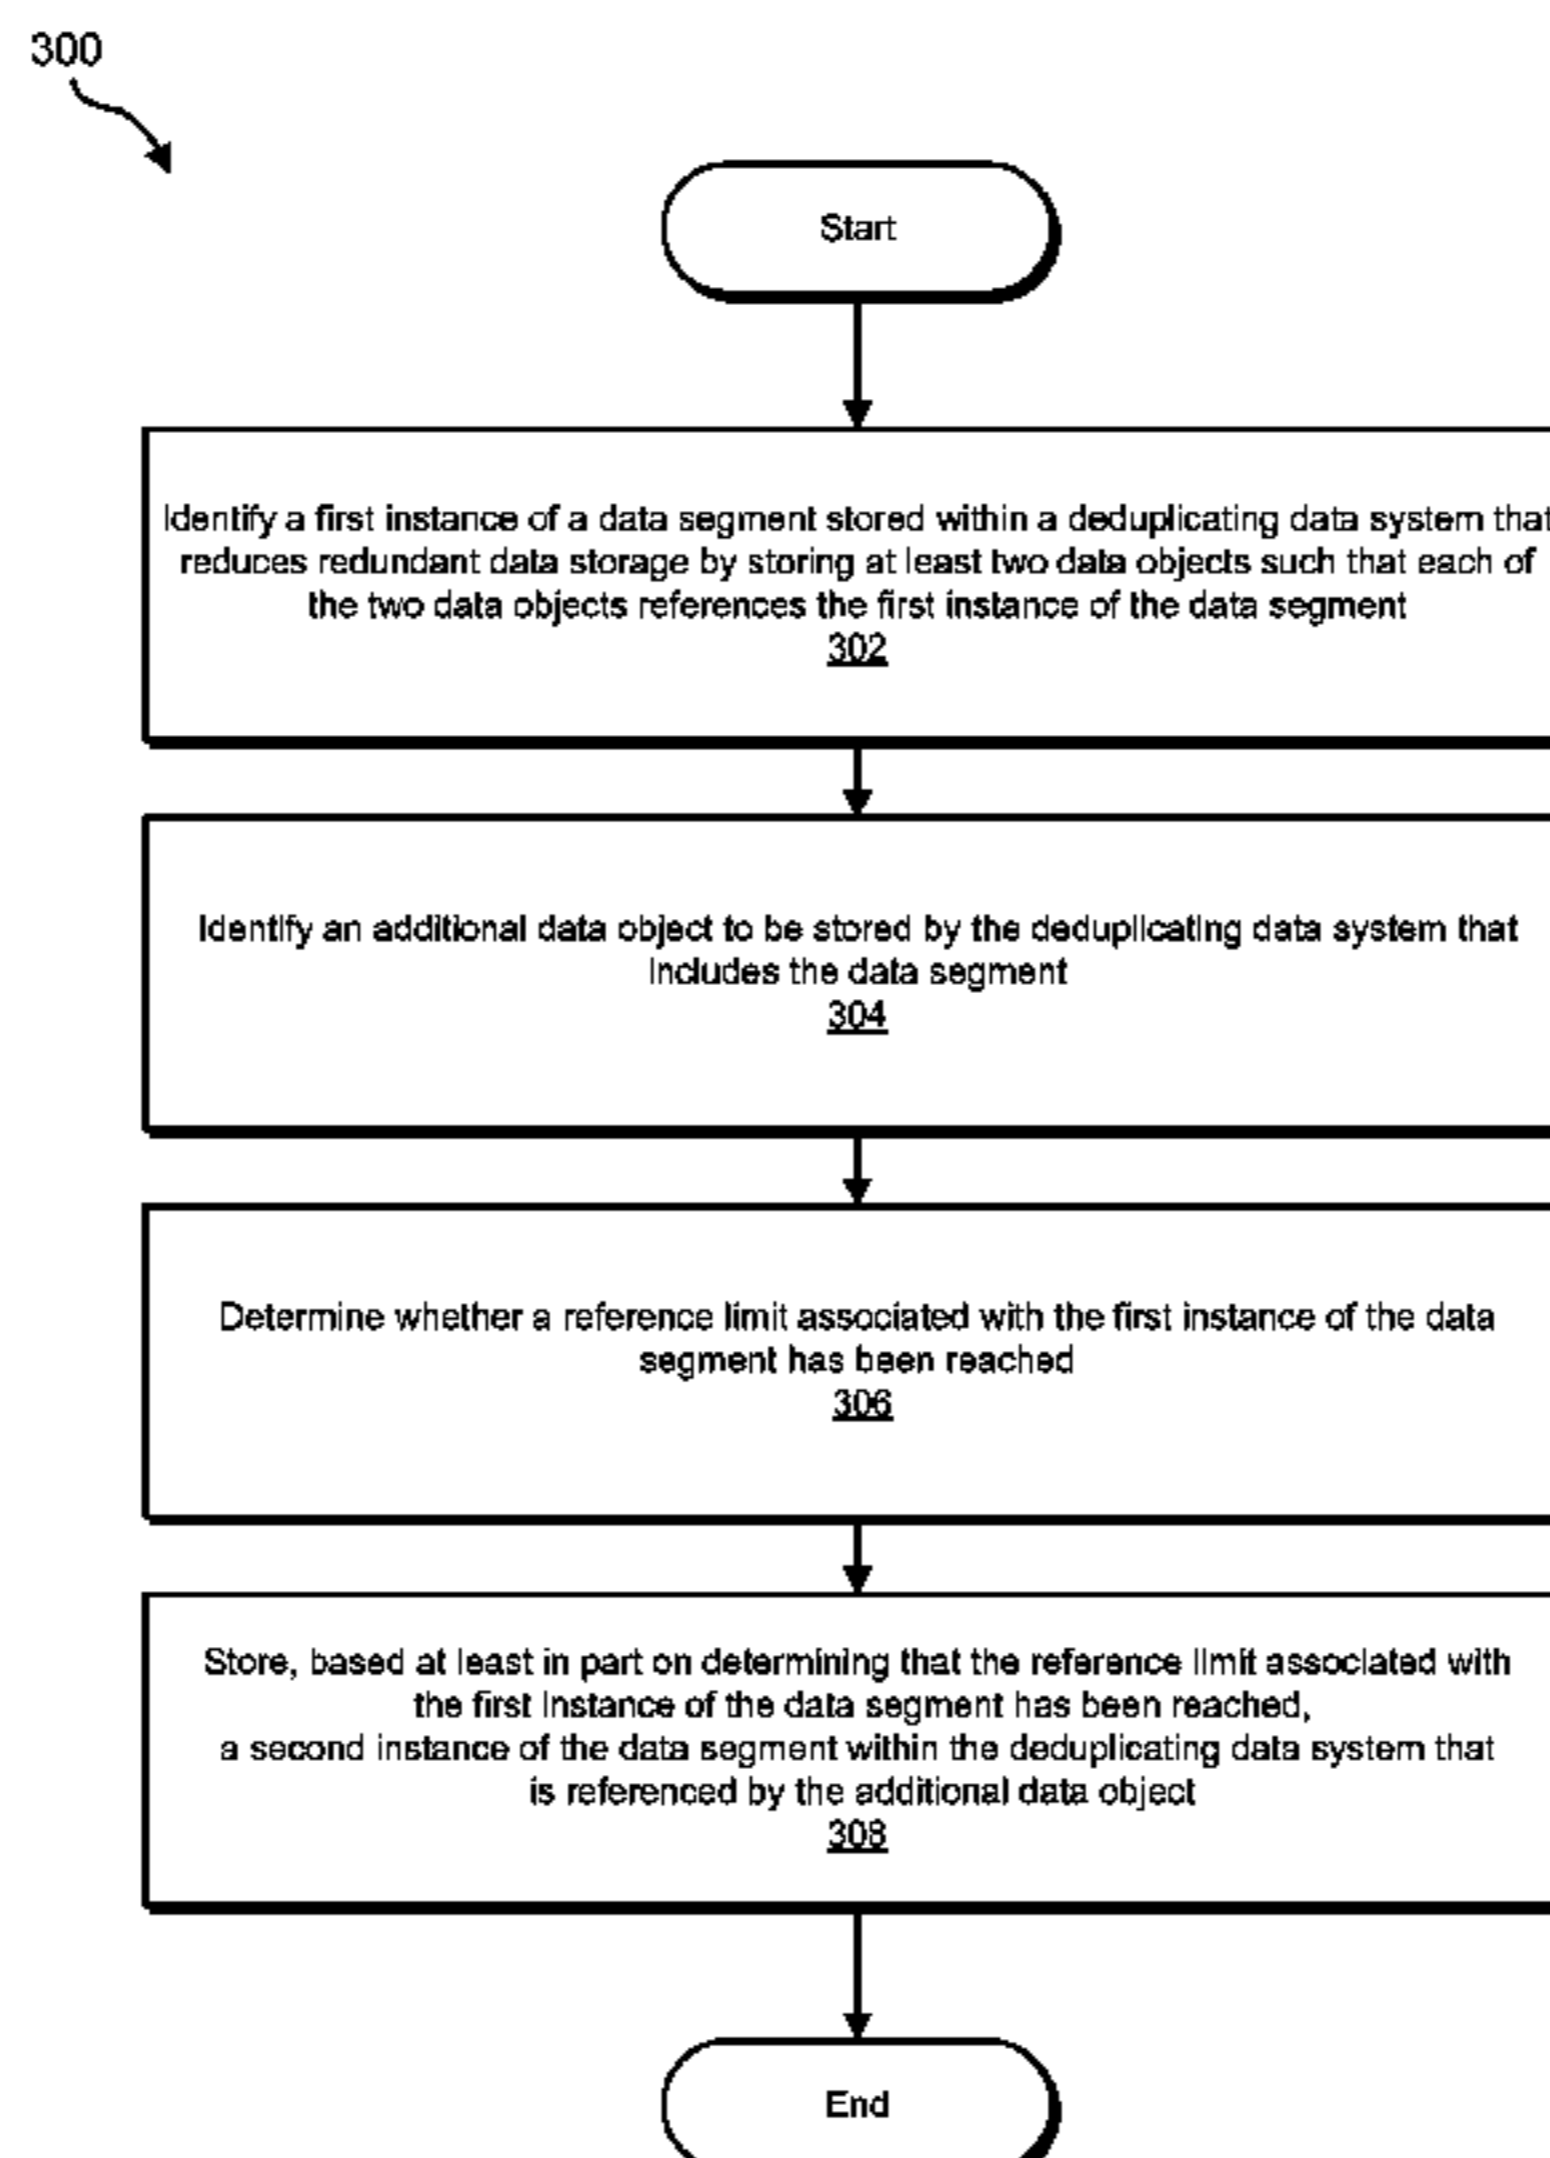 300
Start
Identify a first instance of a data segment stored within a deduplicating data system that
reduces redundant data storage by storing at least two data objects such that each of
the two data objects references the first instance of the data segment
302
Identify an additional data object to be stored by the deduplicating data system that
includes the data segment
304
Determine whether a reference limit associated with the first instance of the data
segment has been reached
306
Store, based at least in part on determining that the reference limit associated with
the first instance of the data segment has been reached,
a second instance of the data segment within the deduplicating data system that
is referenced by the additional data object
308
End